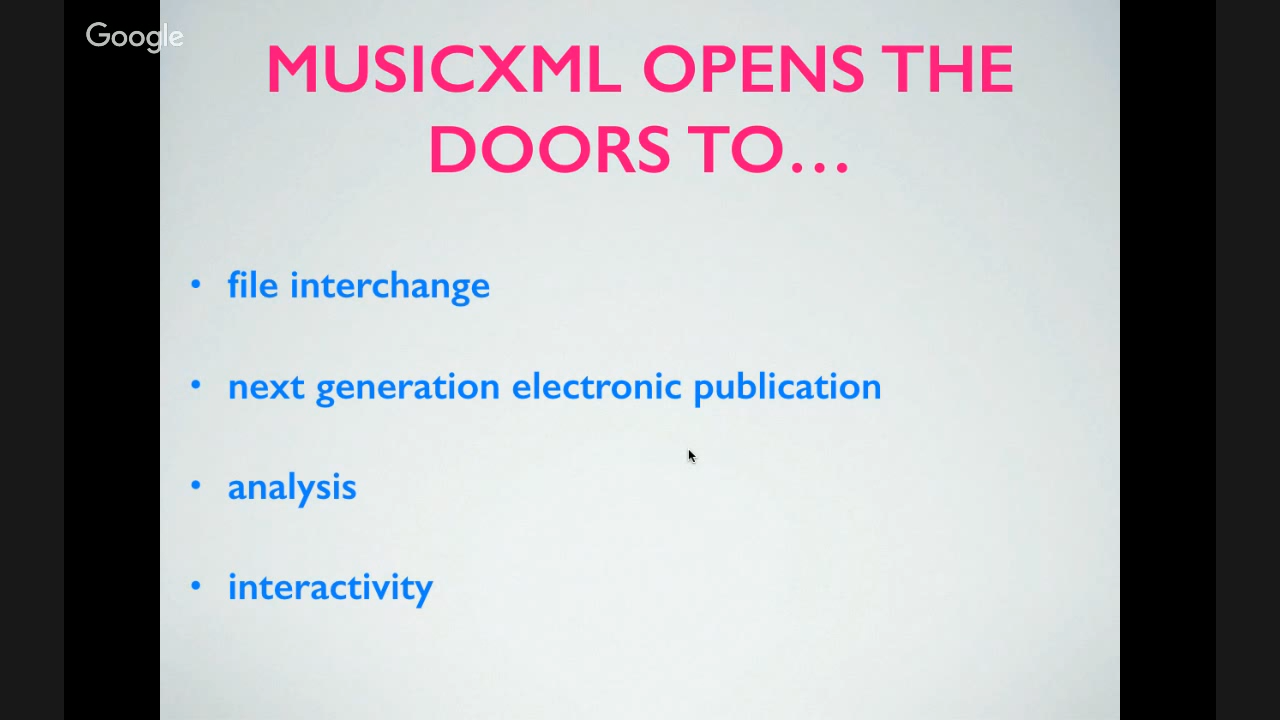 Google
MUSICXML OPENS THE
DOORS TO…
• file interchange
• next generation electronic publication
• analysis
• interactivity